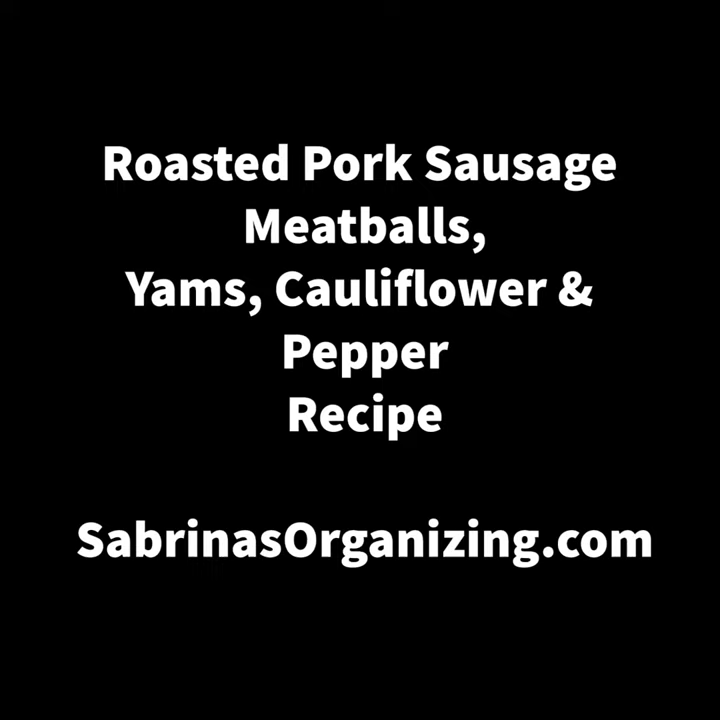 Roasted Pork Sausage
Meatballs,
Yams, Cauliflower &
Pepper
Recipe
SabrinasOrganizing.com